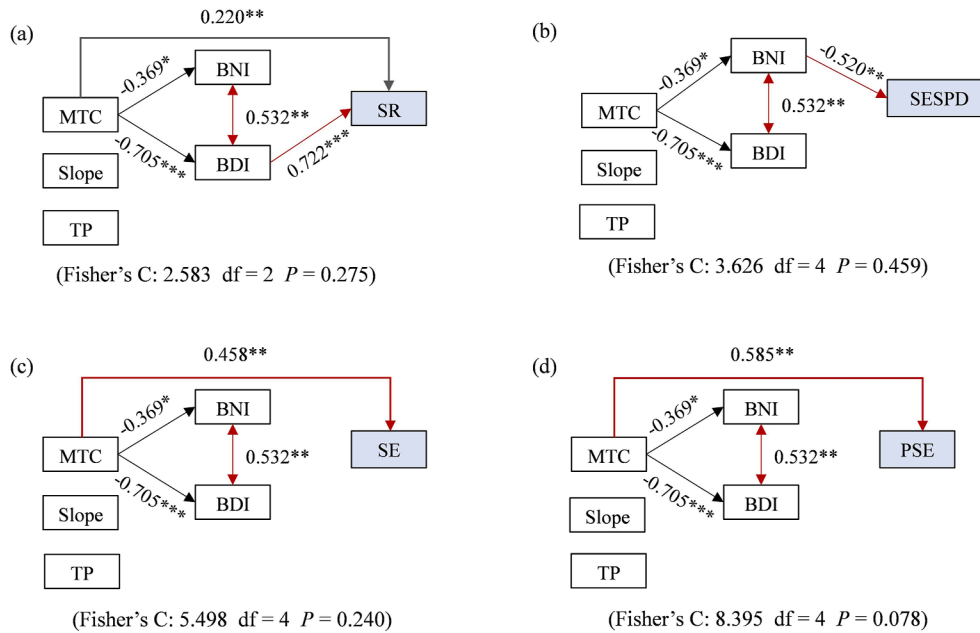 (a)
0.220**
-0.369*
BNI
MTC
0.532**
SR
-0.705***
BDI
0.722***
Slope
TP
(Fisher's C: 2.583 df = 2 P = 0.275)
(b)
-0.369*
BNI
-0.520**
MTC
0.532**
SESPD
-0.705***
BDI
Slope
TP
(Fisher's C: 3.626 df = 4 P = 0.459)
(c)
0.458**
-0.369*
BNI
MTC
0.532**
SE
-0.705***
BDI
Slope
TP
(Fisher's C: 5.498 df = 4 P = 0.240)
(d)
0.585**
-0.369*
BNI
MTC
0.532**
PSE
-0.705***
BDI
Slope
TP
(Fisher's C: 8.395 df = 4 P = 0.078)